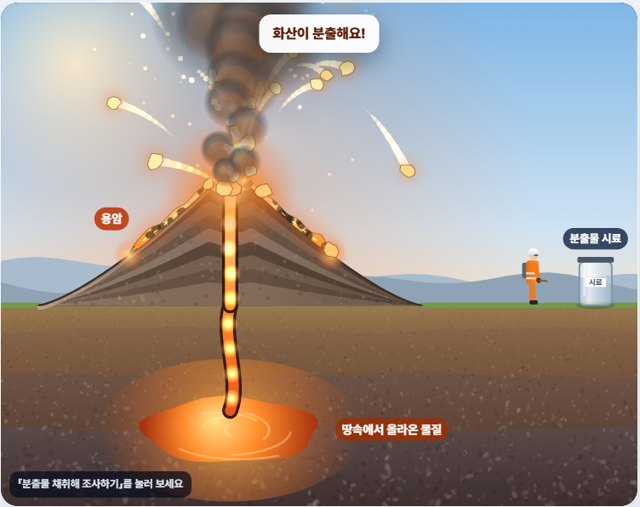 화산이 분출해요!
용암
분출물 시료
시료
땅속에서 올라온 물질
『분출물 채취해 조사하기』를 눌러 보세요